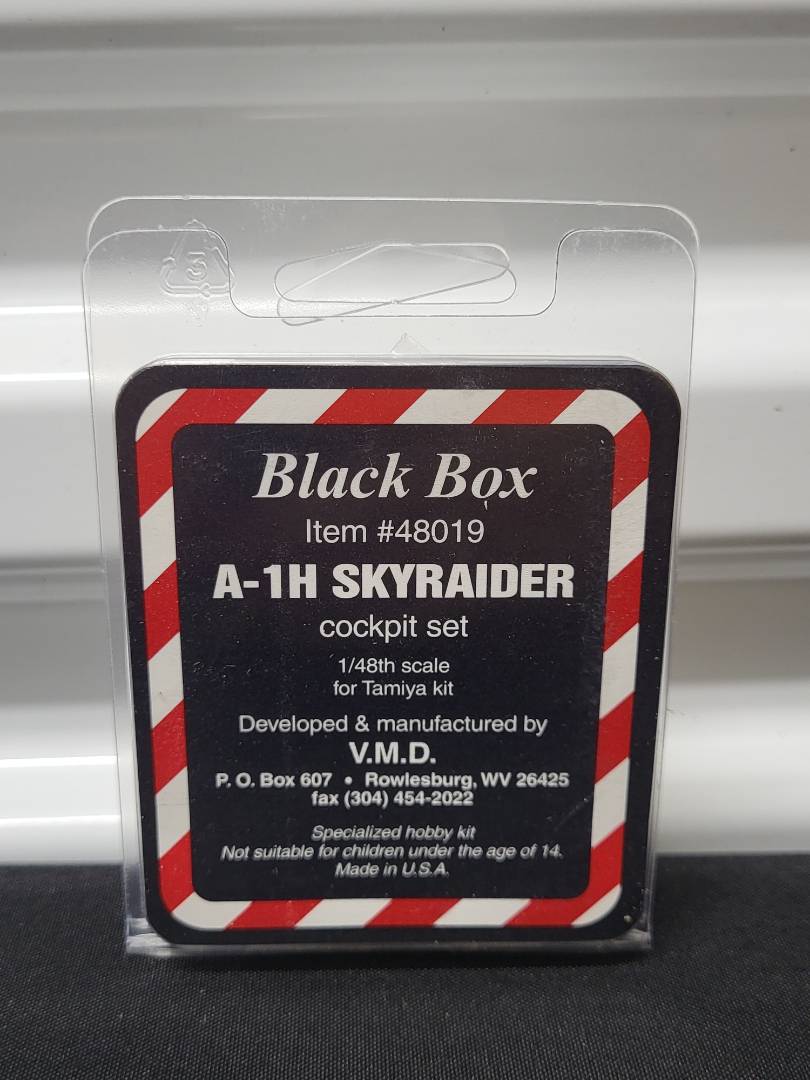 3
Black Box
Item #48019
A-1H SKYRAIDER
cockpit set
1/48th scale
for Tamiya kit
Developed & manufactured by
V.M.D.
P. O. Box 607 • Rowlesburg, WV 26425
fax (304) 454-2022
Specialized hobby kit
Not suitable for children under the age of 14.
Made in U.S.A.